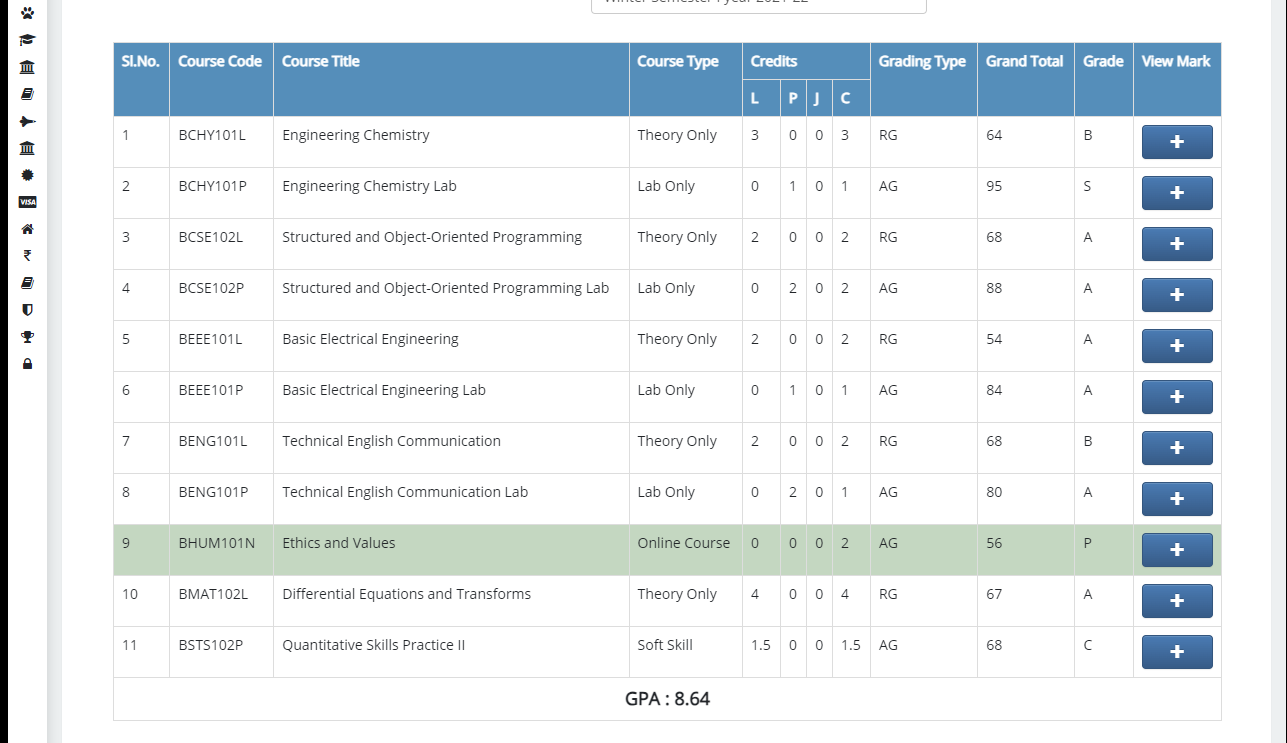 VISA
Sl.No. Course Code Course Title Course Type Credits Grading Type Grand Total Grade View Mark
L P J C
1 BCHY101L Engineering Chemistry Theory Only 3 0 0 3 RG 64 B
2 BCHY101P Engineering Chemistry Lab Lab Only 0 1 0 1 AG 95 S
3 BCSE102L Structured and Object-Oriented Programming Theory Only 2 0 0 2 RG 68 A
4 BCSE102P Structured and Object-Oriented Programming Lab Lab Only 0 2 0 2 AG 88 A
5 BEEE101L Basic Electrical Engineering Theory Only 2 0 0 2 RG 54 A
6 BEEE101P Basic Electrical Engineering Lab Lab Only 0 1 0 1 AG 84 A
7 BENG101L Technical English Communication Theory Only 2 0 0 2 RG 68 B
8 BENG101P Technical English Communication Lab Lab Only 0 2 0 1 AG 80 A
9 BHUM101N Ethics and Values Online Course 0 0 0 2 AG 56 P
10 BMAT102L Differential Equations and Transforms Theory Only 4 0 0 4 RG 67 A
11 BSTS102P Quantitative Skills Practice II Soft Skill 1.5 0 0 1.5 AG 68 C
GPA : 8.64